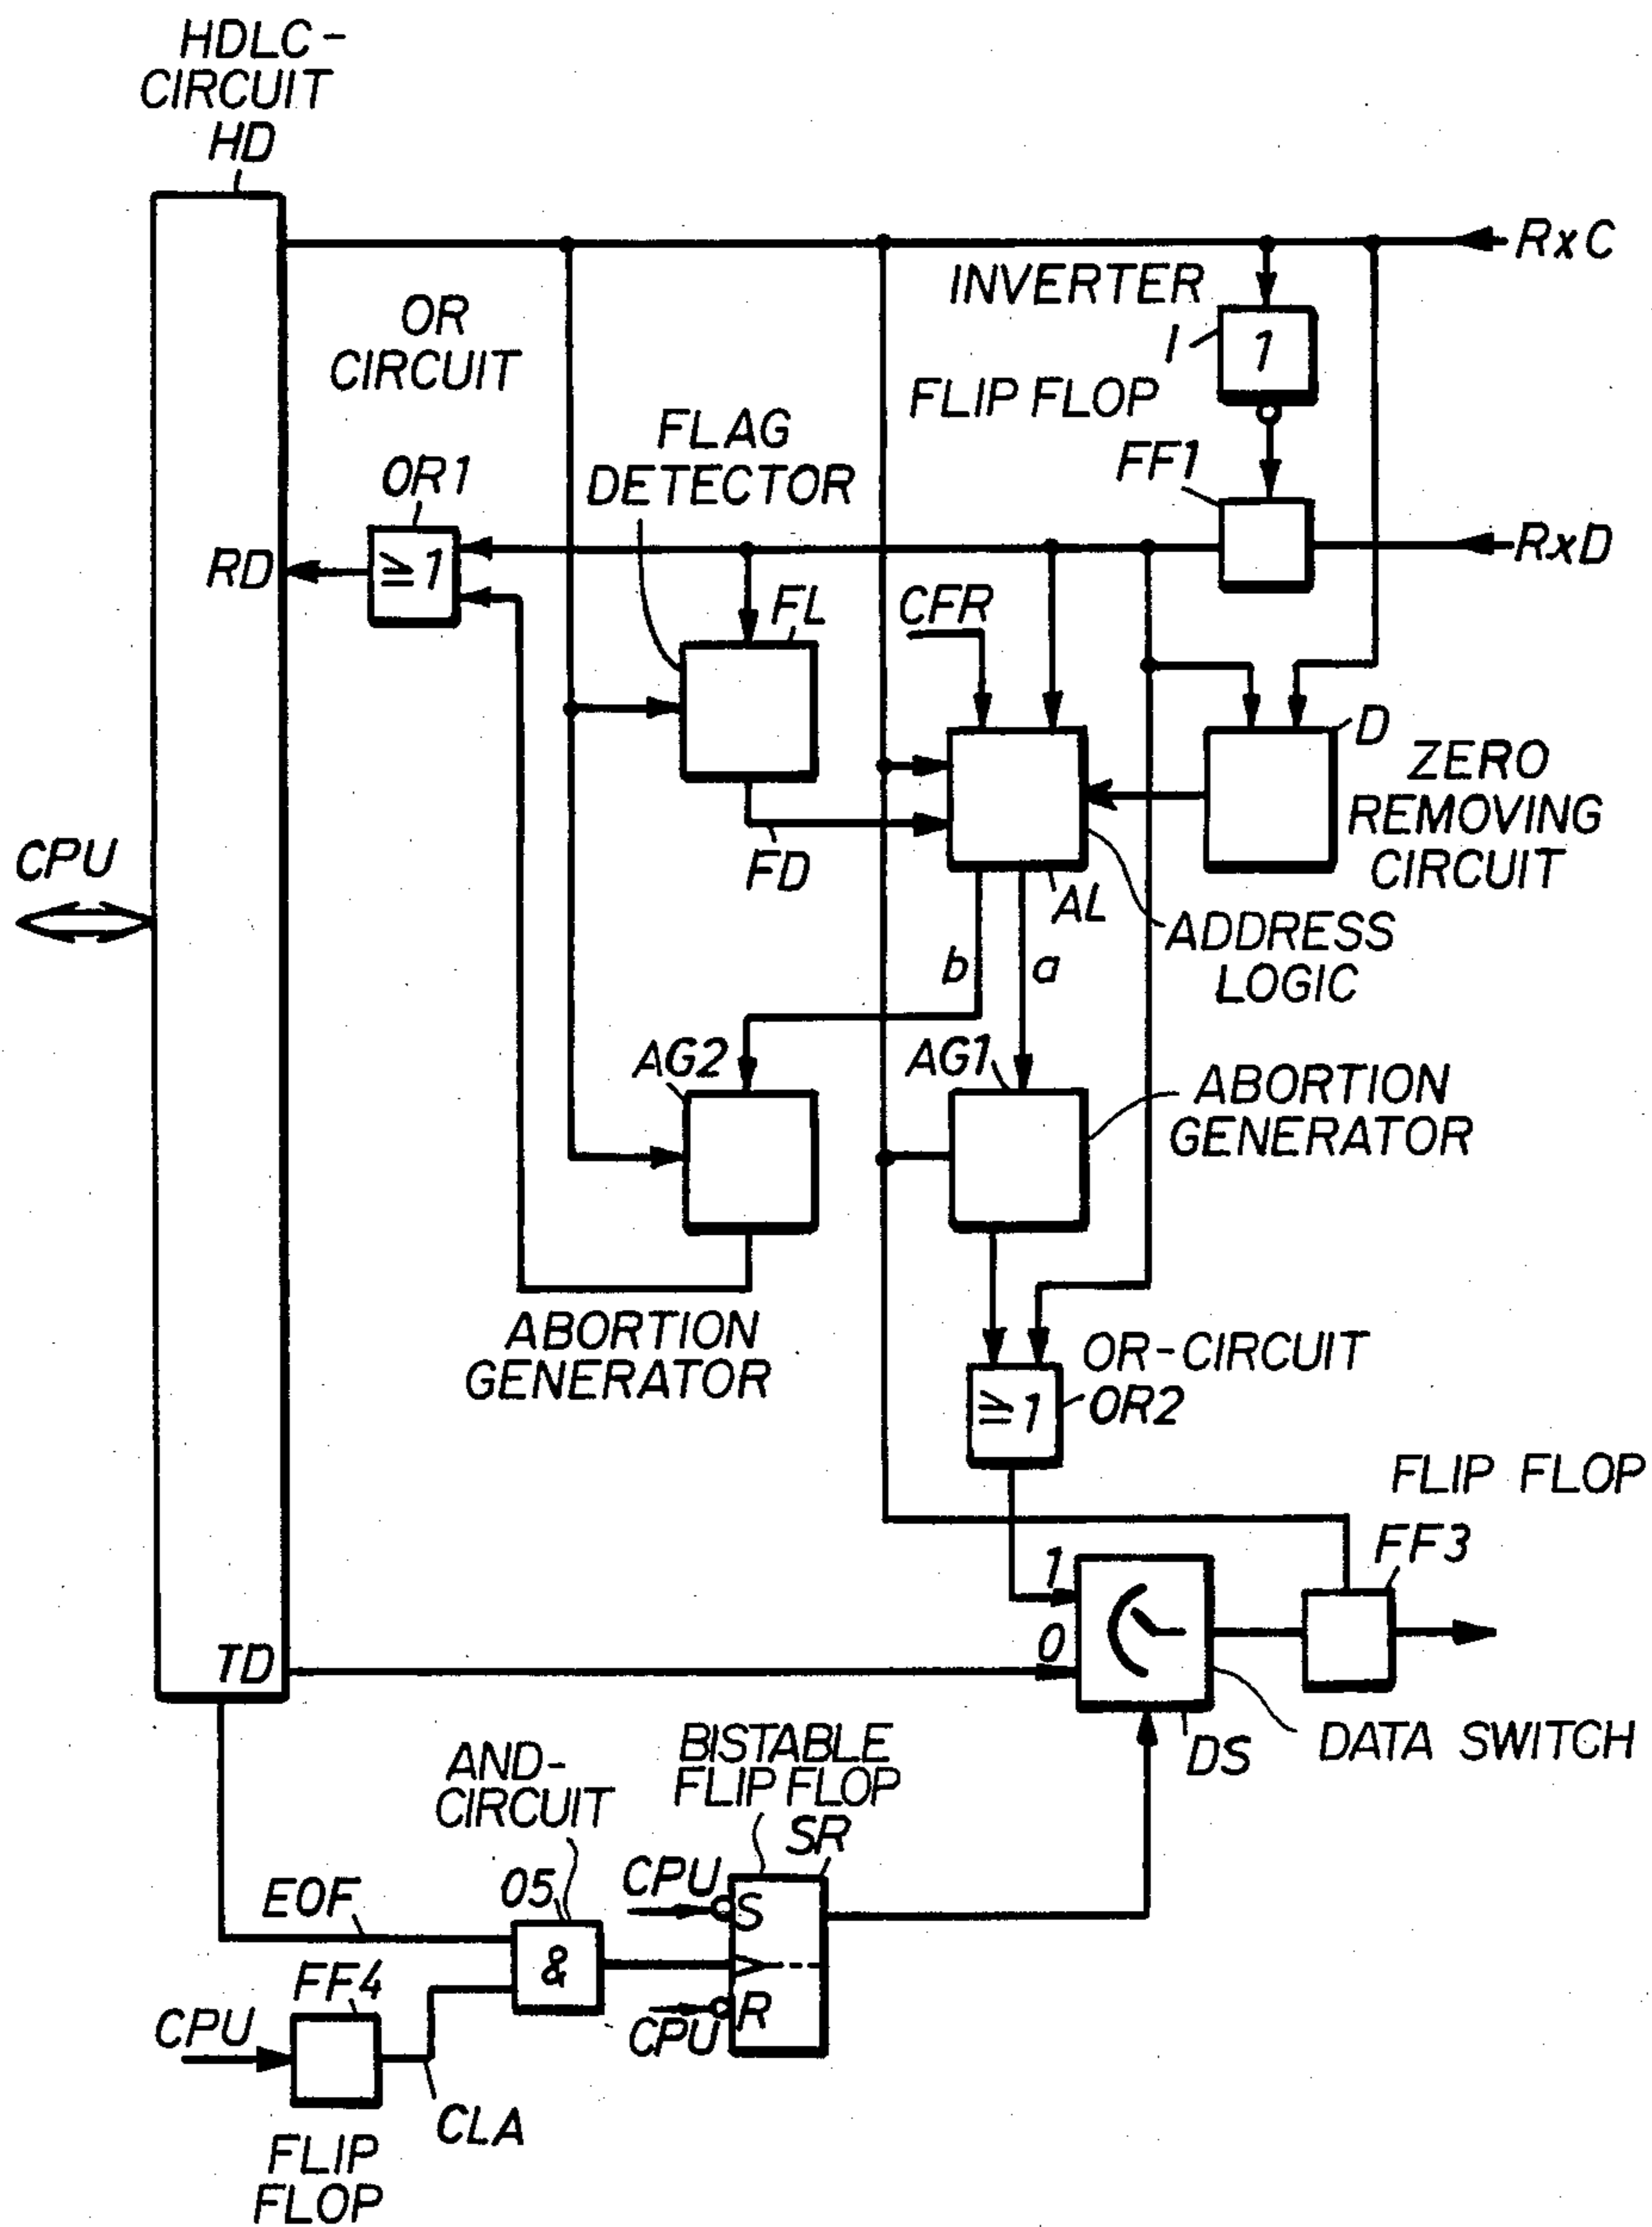 HDLC-
CIRCUIT
HD
RxC
INVERTER
I
1
OR
CIRCUIT
FLIP FLOP
FLAG
DETECTOR
FF1
OR1
≥1
RD
RxD
FL
CFR
D
ZERO
REMOVING
CIRCUIT
CPU
FD
AL
ADDRESS
LOGIC
b
a
AG2
AG1
ABORTION
GENERATOR
ABORTION
GENERATOR
OR-CIRCUIT
OR2
≥1
FLIP FLOP
FF3
1
0
TD
DS
DATA SWITCH
AND-
CIRCUIT
BISTABLE
FLIP FLOP
SR
CPU
S
05
EOF
&
FF4
R
CPU
CPU
CLA
FLIP
FLOP